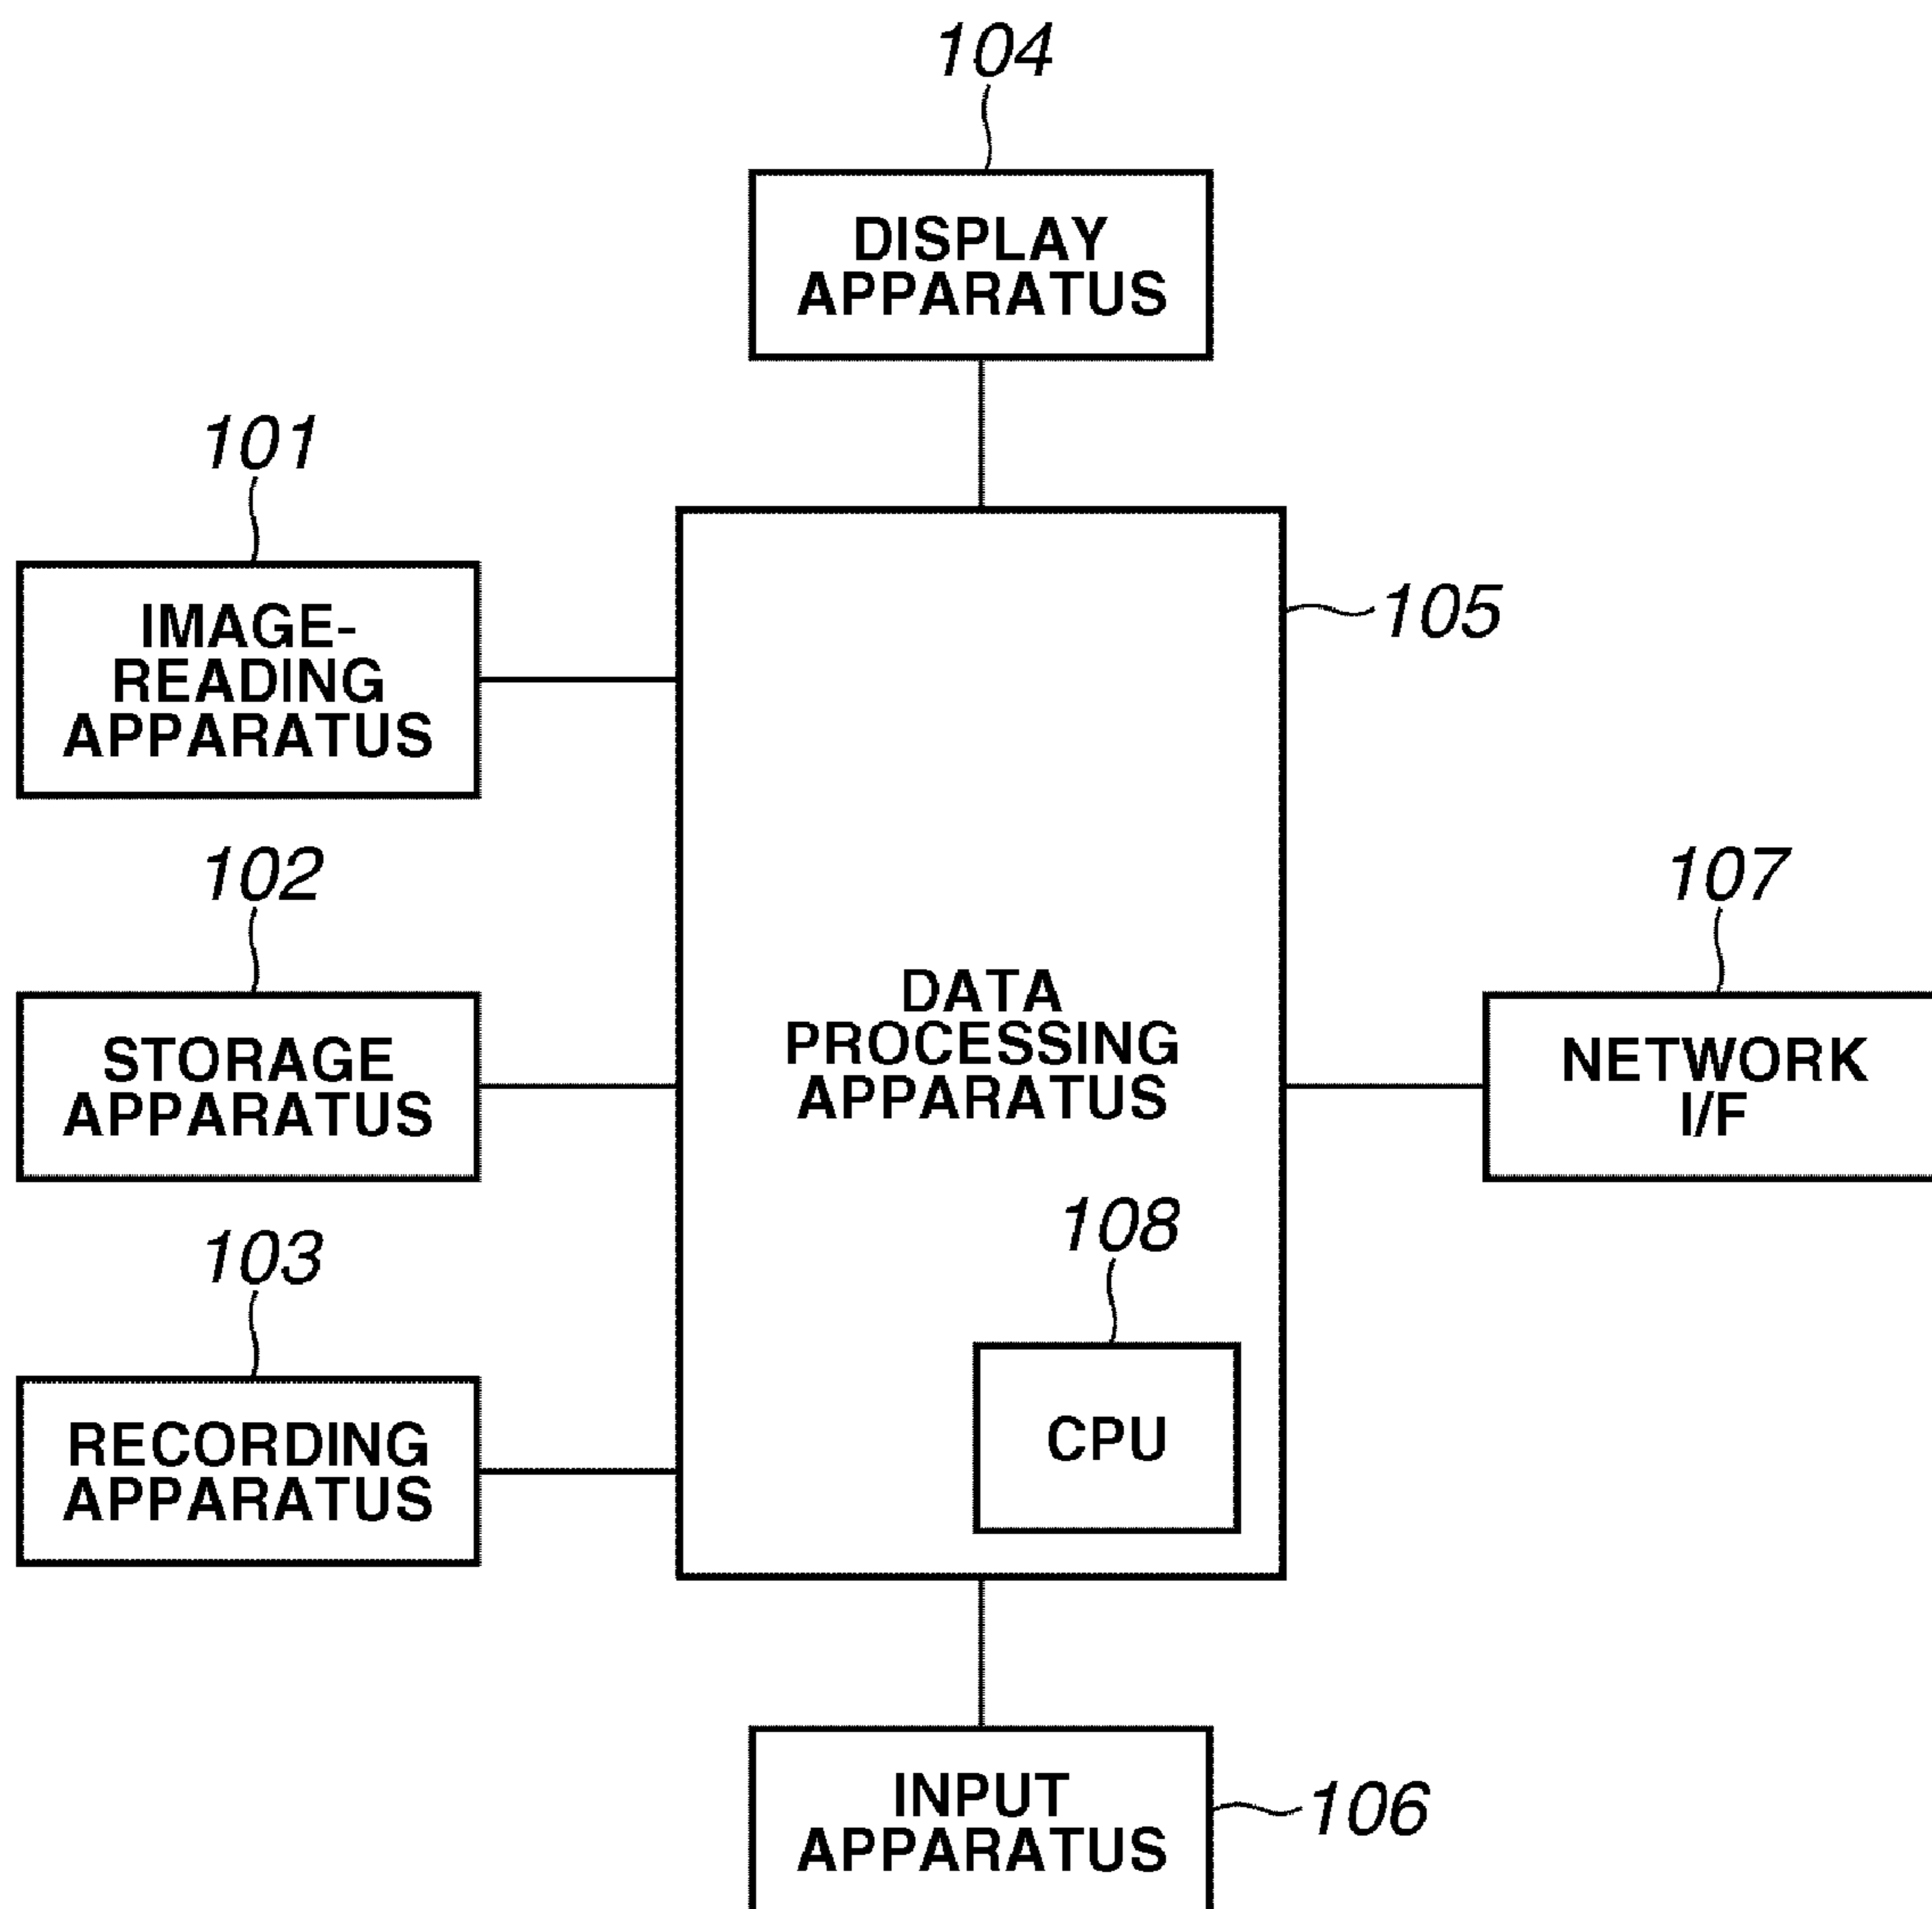 104
DISPLAY
APPARATUS
101
IMAGE-
READING
APPARATUS
105
102
STORAGE
APPARATUS
DATA
PROCESSING
APPARATUS
107
NETWORK
I/F
103
RECORDING
APPARATUS
108
CPU
INPUT
APPARATUS
106